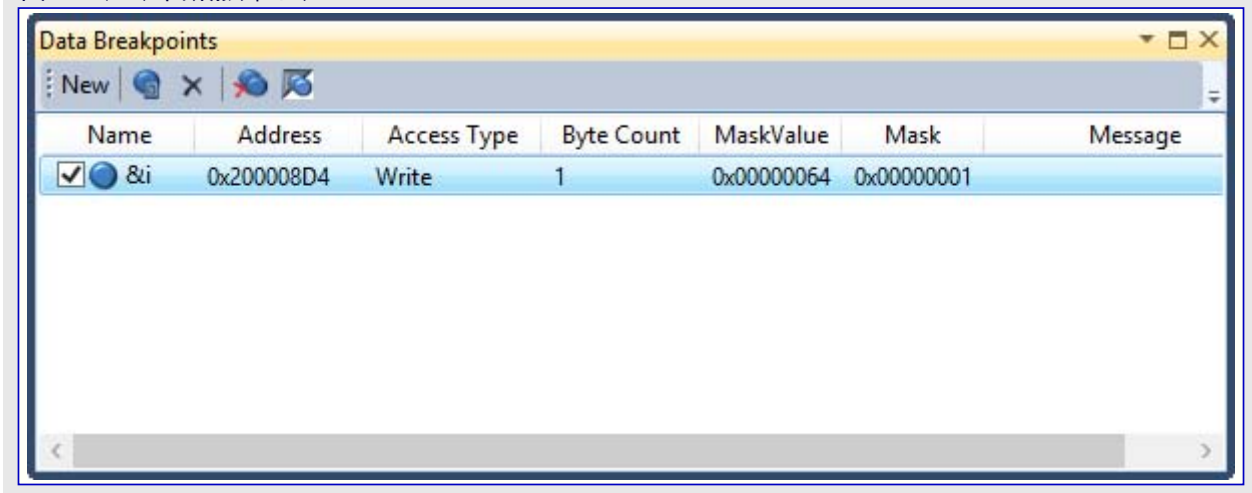 Data Breakpoints
New
Name Address Access Type Byte Count MaskValue Mask Message
&i 0x200008D4 Write 1 0x00000064 0x00000001